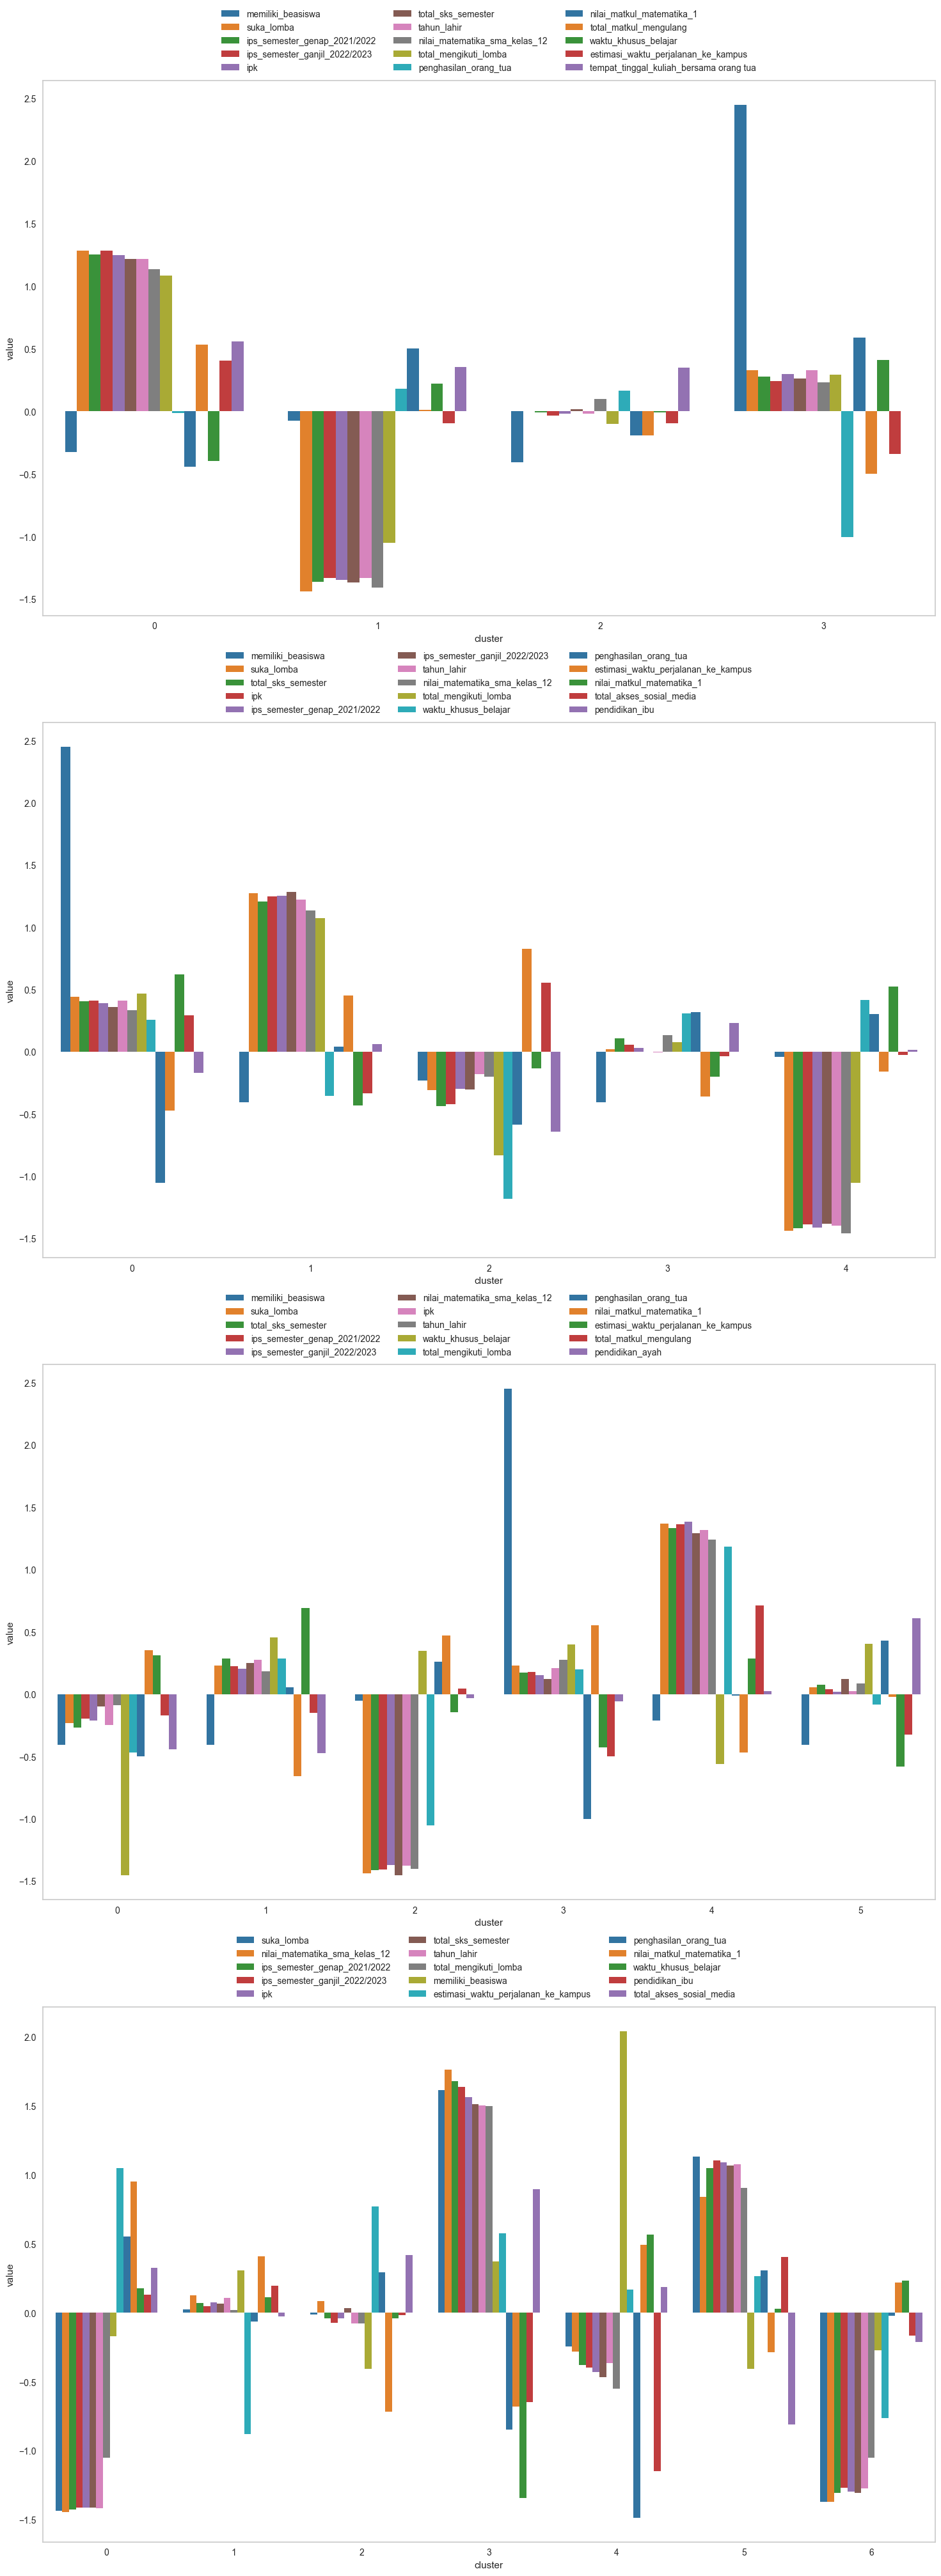 memiliki_beasiswa total_sks_semester nilai_matkul_matematika_1
suka_lomba tahun_lahir total_matkul_mengulang
ips_semester_genap_2021/2022 nilai_matematika_sma_kelas_12 waktu_khusus_belajar
ips_semester_ganjil_2022/2023 total_mengikuti_lomba estimasi_waktu_perjalanan_ke_kampus
ipk penghasilan_orang_tua tempat_tinggal_kuliah_bersama orang tua
2.5
2.0
1.5
1.0
value
0.5
0.0
−0.5
−1.0
−1.5
0 1 2 3
cluster
memiliki_beasiswa ips_semester_ganjil_2022/2023 penghasilan_orang_tua
suka_lomba tahun_lahir estimasi_waktu_perjalanan_ke_kampus
total_sks_semester nilai_matematika_sma_kelas_12 nilai_matkul_matematika_1
ipk total_mengikuti_lomba total_akses_sosial_media
ips_semester_genap_2021/2022 waktu_khusus_belajar pendidikan_ibu
2.5
2.0
1.5
1.0
value
0.5
0.0
−0.5
−1.0
−1.5
0 1 2 3 4
cluster
memiliki_beasiswa nilai_matematika_sma_kelas_12 penghasilan_orang_tua
suka_lomba ipk nilai_matkul_matematika_1
total_sks_semester tahun_lahir estimasi_waktu_perjalanan_ke_kampus
ips_semester_genap_2021/2022 waktu_khusus_belajar total_matkul_mengulang
ips_semester_ganjil_2022/2023 total_mengikuti_lomba pendidikan_ayah
2.5
2.0
1.5
1.0
value
0.5
0.0
−0.5
−1.0
−1.5
0 1 2 3 4 5
cluster
suka_lomba total_sks_semester penghasilan_orang_tua
nilai_matematika_sma_kelas_12 tahun_lahir nilai_matkul_matematika_1
ips_semester_genap_2021/2022 total_mengikuti_lomba waktu_khusus_belajar
ips_semester_ganjil_2022/2023 memiliki_beasiswa pendidikan_ibu
ipk estimasi_waktu_perjalanan_ke_kampus total_akses_sosial_media
2.0
1.5
1.0
0.5
value
0.0
−0.5
−1.0
−1.5
0 1 2 3 4 5 6
cluster